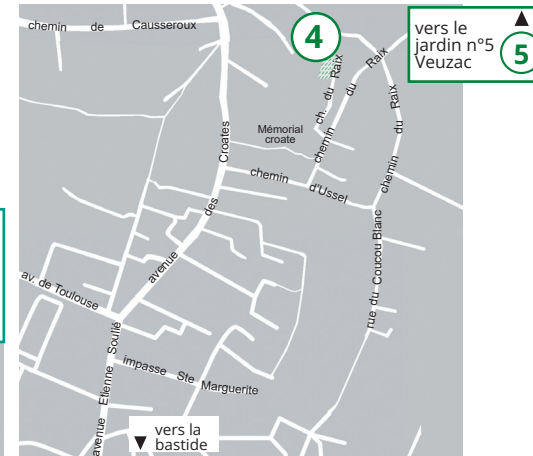 chemin de Causseroux
4
▲
vers le
jardin n°5
Veuzac
5
ch. du Raix
chemin du Raix
chemin du Raix
Mémorial
croate
chemin d'Ussel
avenue des Croates
rue du Coucou Blanc
av. de Toulouse
avenue Etienne Soulié
impasse Ste Marguerite
▼ vers la
bastide